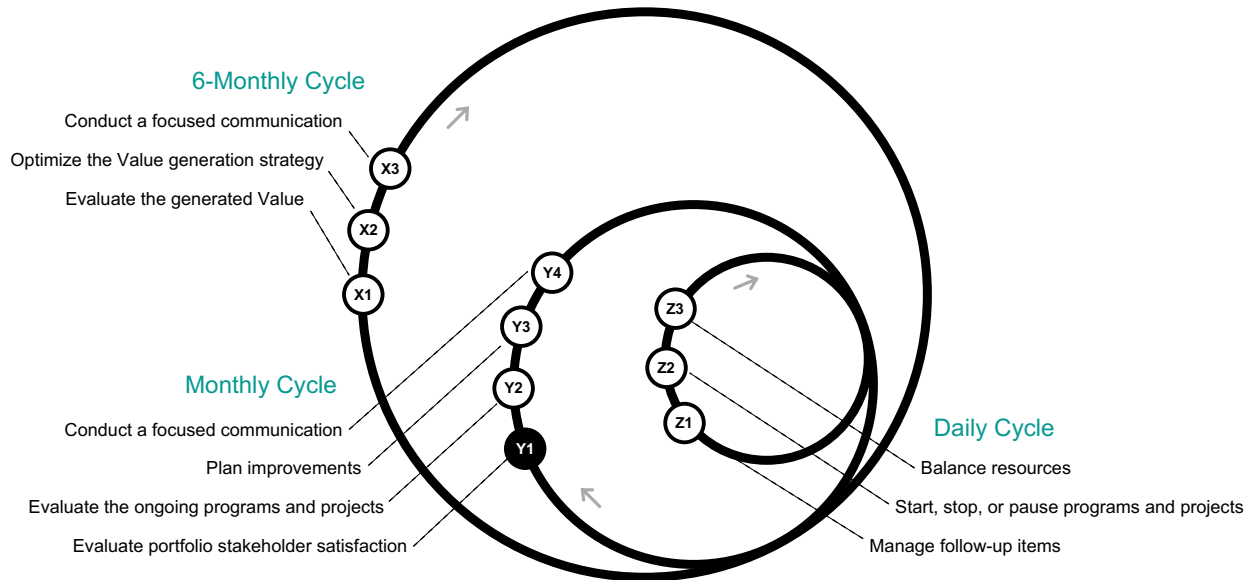 6-Monthly Cycle
Conduct a focused communication
Optimize the Value generation strategy
Evaluate the generated Value
X3
X2
X1
Monthly Cycle
Conduct a focused communication
Plan improvements
Evaluate the ongoing programs and projects
Evaluate portfolio stakeholder satisfaction
Y4
Y3
Y2
Y1
Z3
Z2
Z1
Daily Cycle
Balance resources
Start, stop, or pause programs and projects
Manage follow-up items